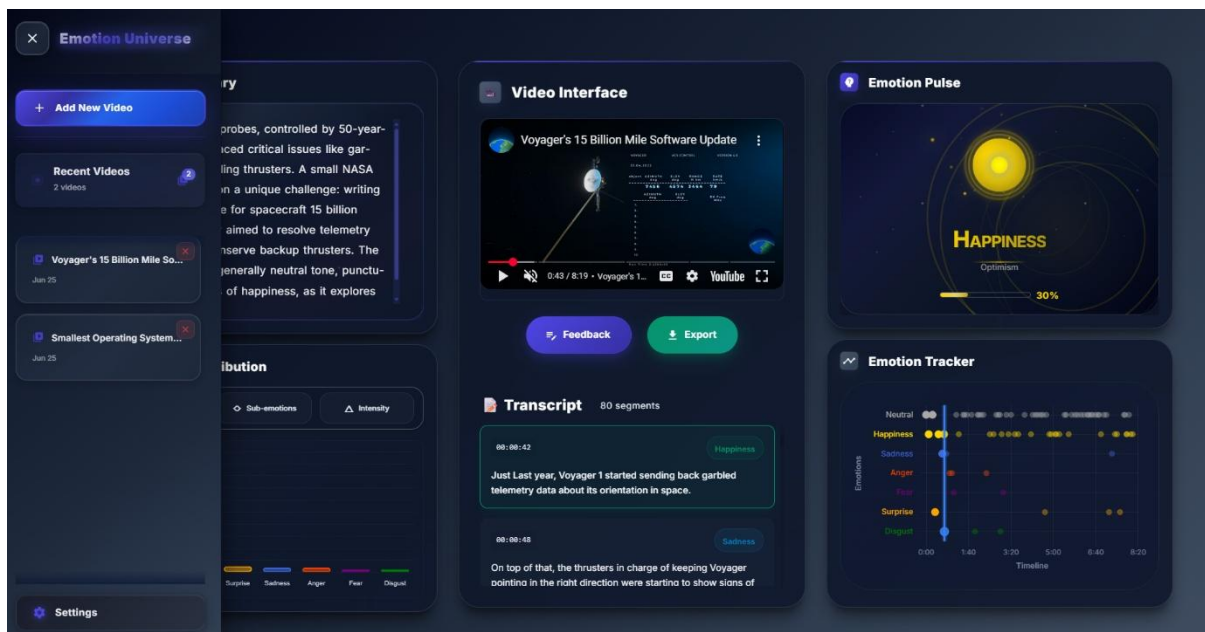 Emotion Universe
+ Add New Video
Recent Videos
2 videos
2
Voyager's 15 Billion Mile So...
Jun 25
Smallest Operating System...
Jun 25
Settings
ry
probes, controlled by 50-year-
ced critical issues like gar-
ing thrusters. A small NASA
n a unique challenge: writing
e for spacecraft 15 billion
aimed to resolve telemetry
nserve backup thrusters. The
generally neutral tone, punctu-
of happiness, as it explores
ibution
Sub-emotions
Intensity
Surprise Sadness Anger Fear Disgust
Video Interface
Voyager's 15 Billion Mile Software Update
0:43 / 8:19 • Voyager's 1...
CC
YouTube
Feedback
Export
Transcript 80 segments
00:00:42
Happiness
Just Last year, Voyager 1 started sending back garbled
telemetry data about its orientation in space.
00:00:48
Sadness
On top of that, the thrusters in charge of keeping Voyager
pointing in the right direction were starting to show signs of
Emotion Pulse
Happiness
Optimism
30%
Emotion Tracker
Emotions
Neutral
Happiness
Sadness
Anger
Fear
Surprise
Disgust
0:00 1:40 3:20 5:00 6:40 8:20
Timeline